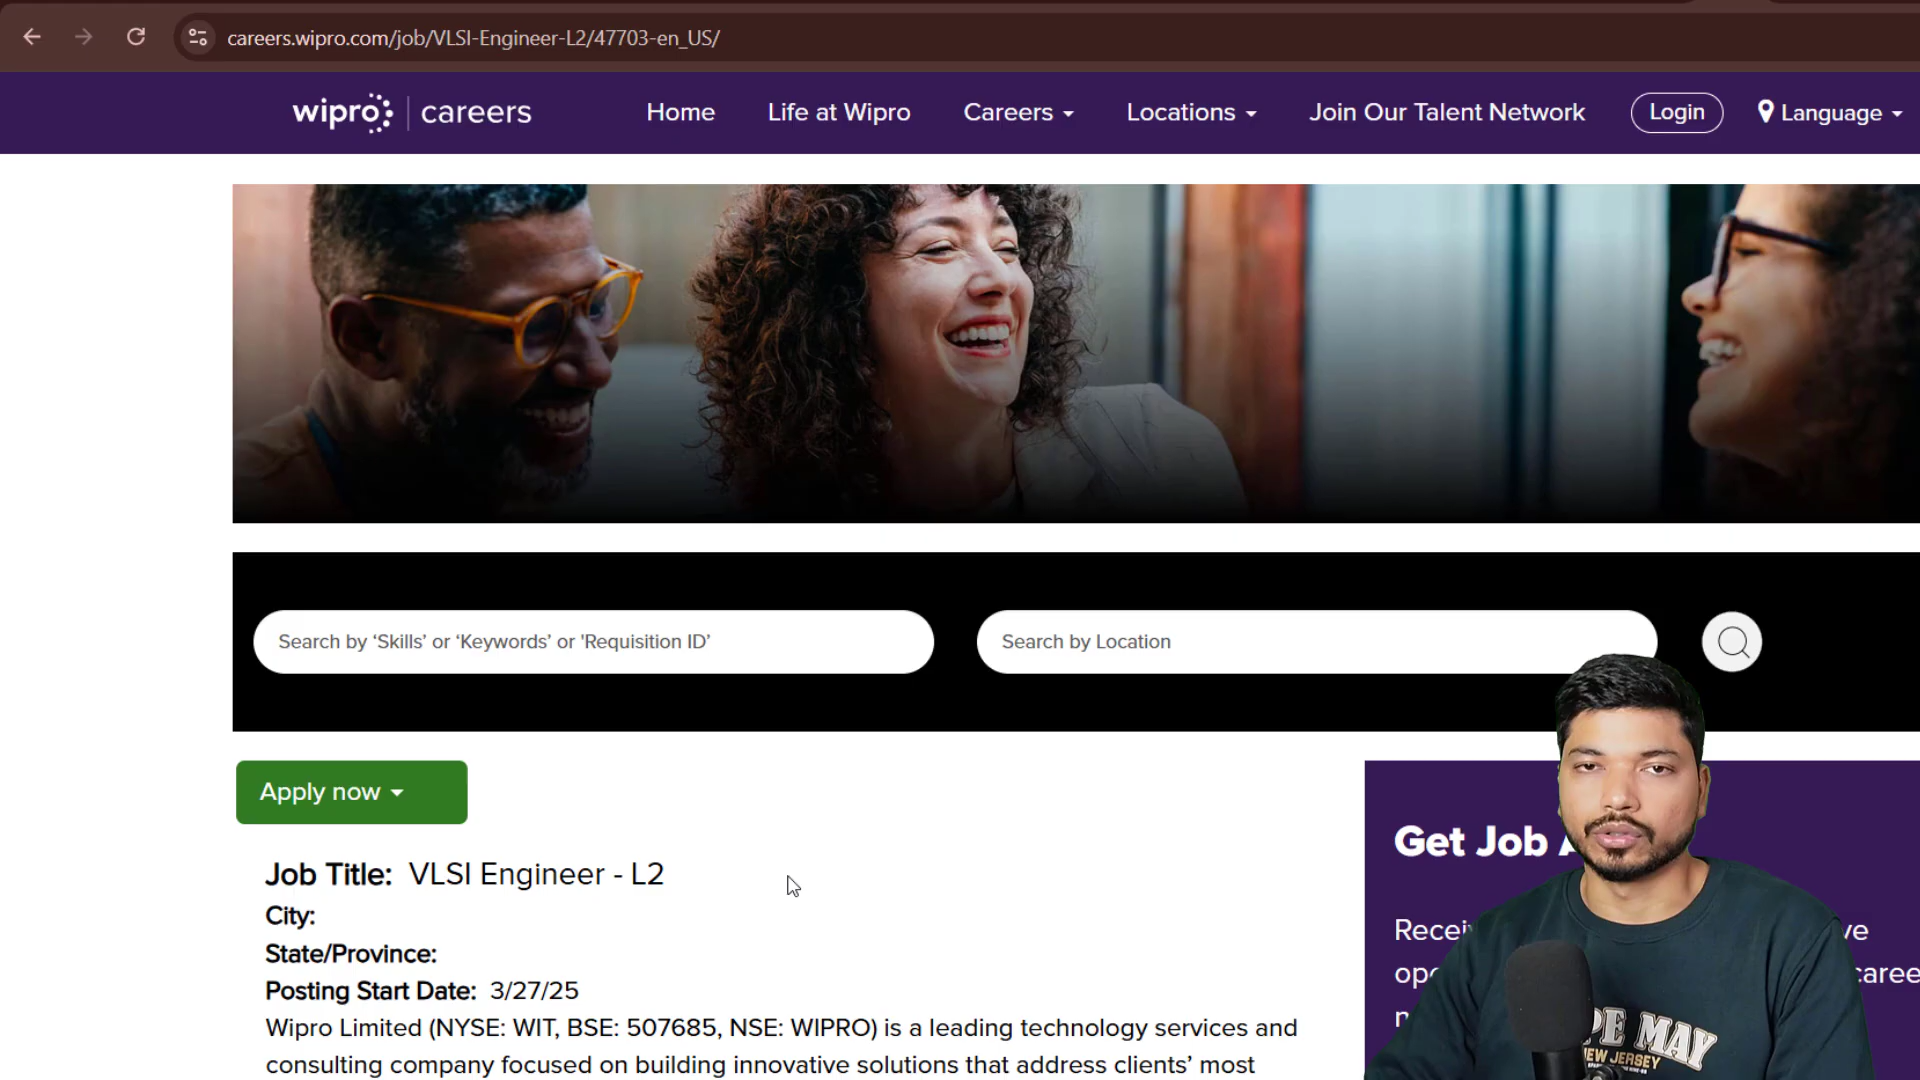 careers.wipro.com/job/VLSI-Engineer-L2/47703-en_US/
wipro careers Home Life at Wipro Careers Locations Join Our Talent Network Login Language
Search by ‘Skills’ or ‘Keywords’ or 'Requisition ID’ Search by Location
Apply now
Job Title: VLSI Engineer - L2
City:
State/Province:
Posting Start Date: 3/27/25
Wipro Limited (NYSE: WIT, BSE: 507685, NSE: WIPRO) is a leading technology services and
consulting company focused on building innovative solutions that address clients’ most
Get Job
PE MAY
NEW JERSEY